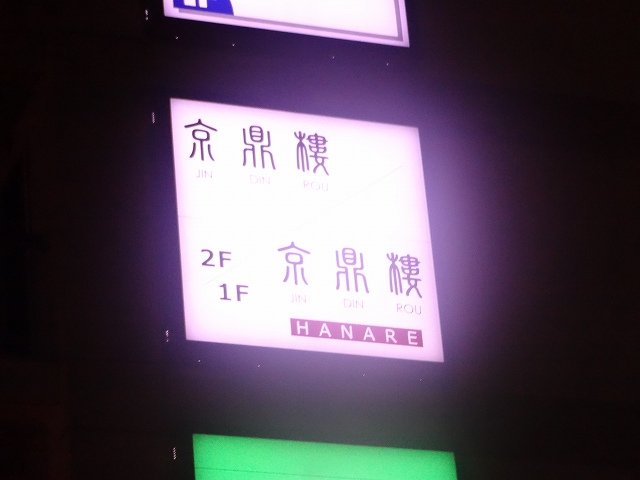 京鼎樓
JIN DIN ROU
2F
京鼎樓
1F
JIN DIN ROU
HANARE